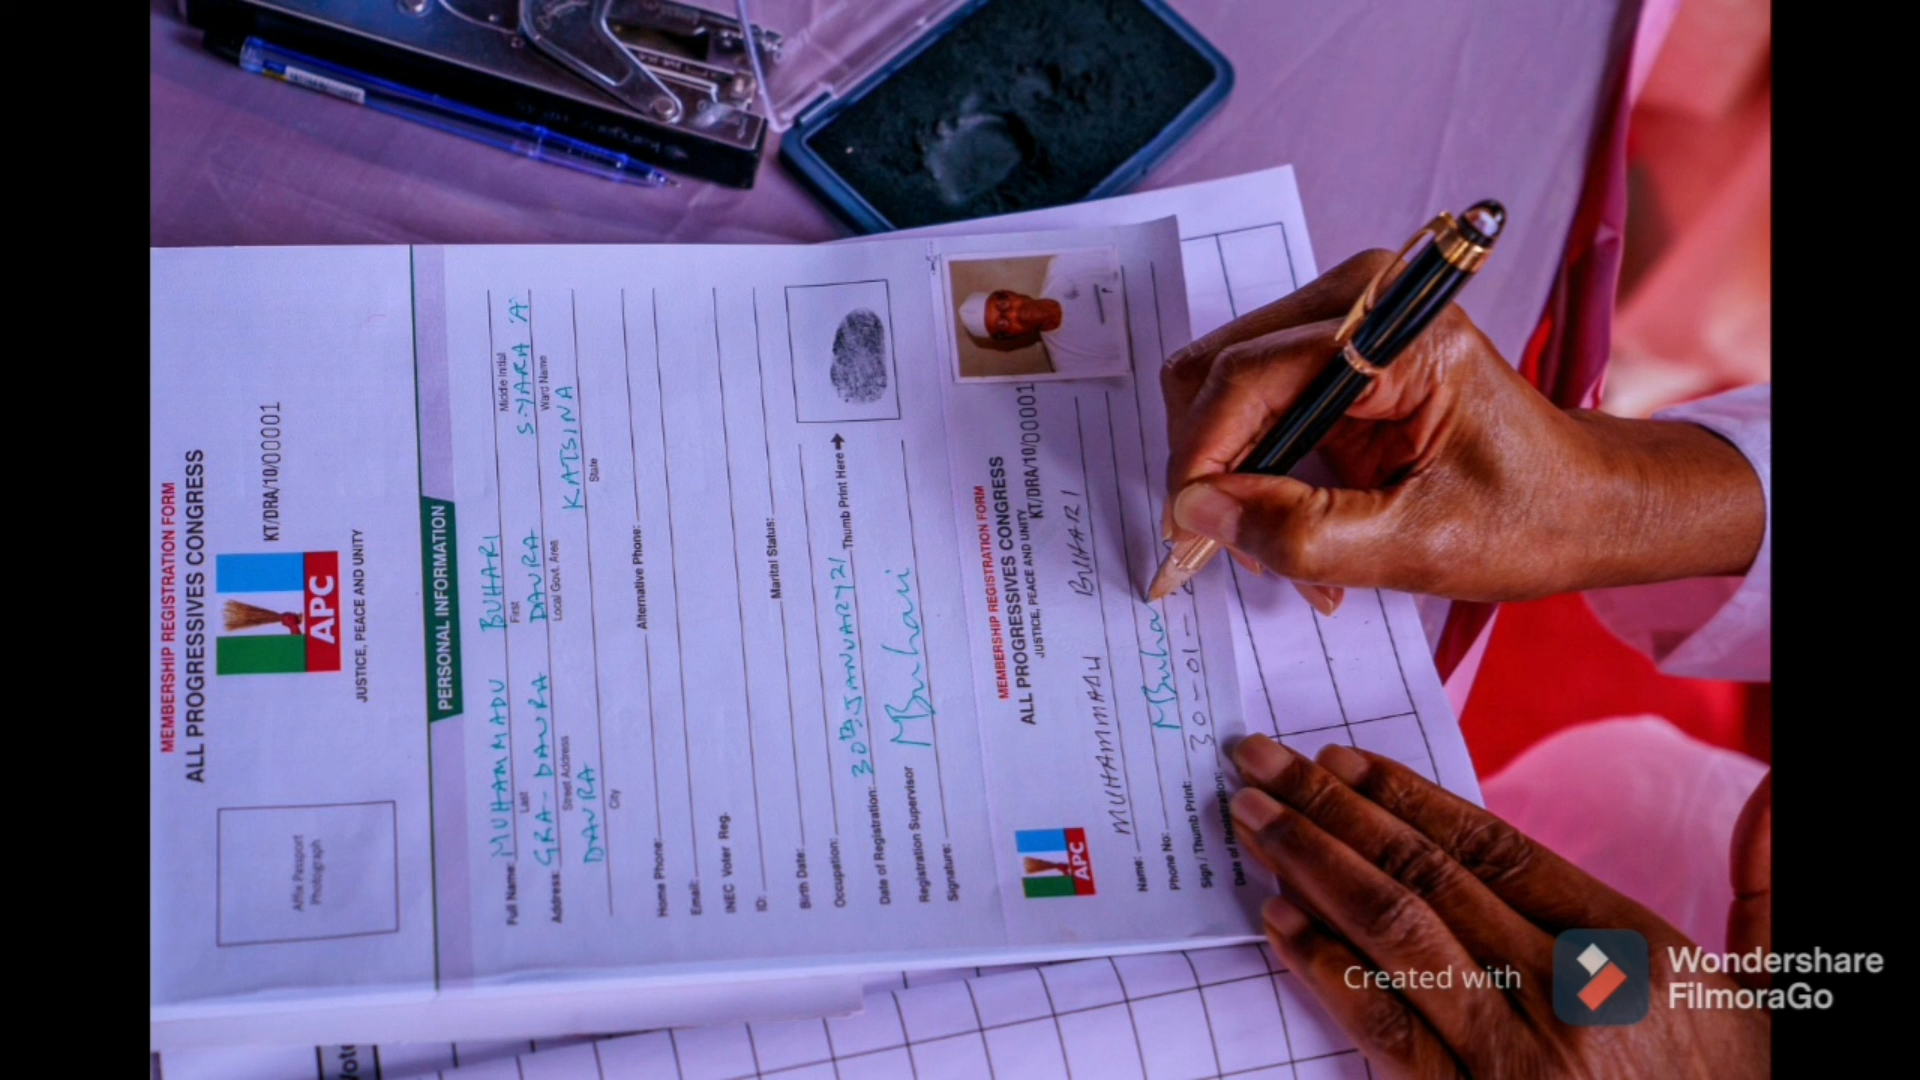 MEMBERSHIP REGISTRATION FORM
ALL PROGRESSIVES CONGRESS
APC
KT/DRA/10/00001
JUSTICE, PEACE AND UNITY
Affix Passport
Photograph
PERSONAL INFORMATION
Full Name: MUHAMMADU BUHARI
Last First Middle Initial
Address: GRA- DAURA DAURA S-YARA 'A'
Street Address Local Govt. Area Ward Name
DAURA KATSINA
City State
Home Phone: Alternative Phone:
Email:
INEC Voter Reg.
ID:
Birth Date: Marital Status:
Occupation:
Date of Registration: 30th, JANUARY 21 Thumb Print Here
Registration Supervisor
Signature: MBuhari
MEMBERSHIP REGISTRATION FORM
ALL PROGRESSIVES CONGRESS
JUSTICE, PEACE AND UNITY
KT/DRA/10/00001
APC
Name: MUHAMMADU BUHARI
Phone No:
Sign / Thumb Print: MBuha
Date of Registration: 30-01-
Created with
Wondershare
FilmoraGo